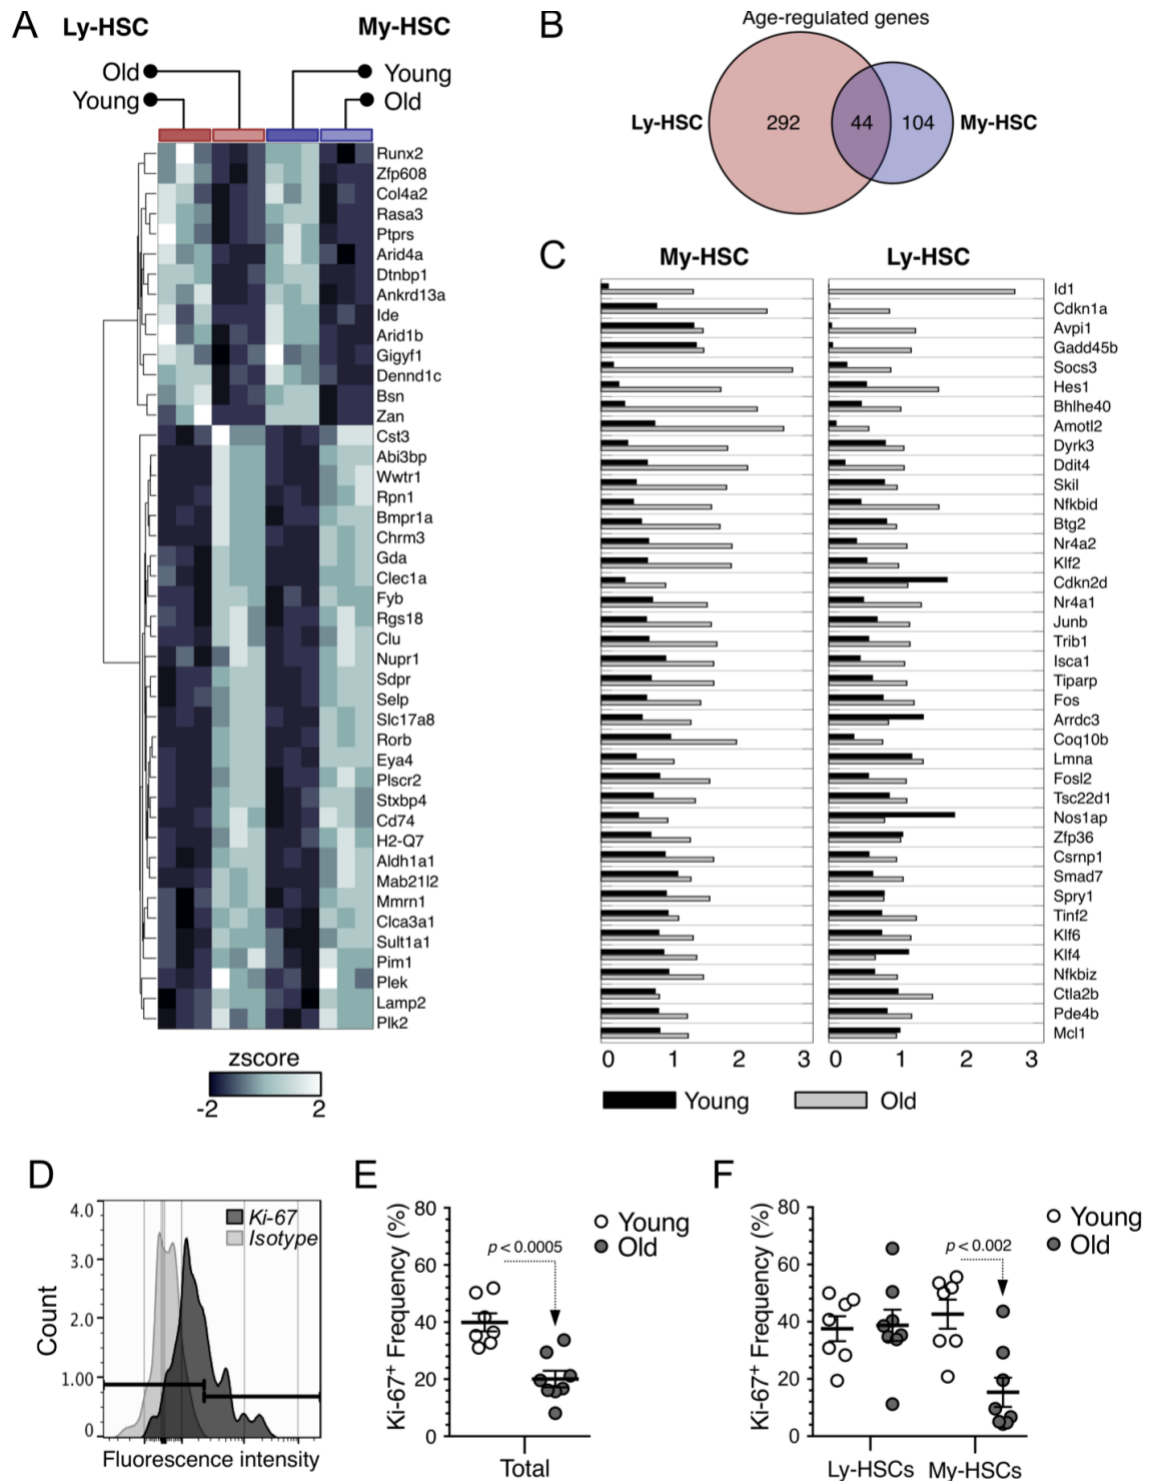 A
Ly-HSC
My-HSC
Old
Young
Young
Old
Runx2
Zfp608
Col4a2
Rasa3
Ptprs
Arid4a
Dtnbp1
Ankrd13a
Ide
Arid1b
Gigyf1
Dennd1c
Bsn
Zan
Cst3
Abi3bp
Wwtr1
Rpn1
Bmpr1a
Chrm3
Gda
Clec1a
Fyb
Rgs18
Clu
Nupr1
Sdpr
Selp
Slc17a8
Rorb
Eya4
Plscr2
Stxbp4
Cd74
H2-Q7
Aldh1a1
Mab21l2
Mmrn1
Clca3a1
Sult1a1
Pim1
Plek
Lamp2
Plk2
zscore
-2 2
B
Age-regulated genes
Ly-HSC 292 44 104 My-HSC
C
My-HSC Ly-HSC
Id1
Cdkn1a
Avpi1
Gadd45b
Socs3
Hes1
Bhlhe40
Amotl2
Dyrk3
Ddit4
Skil
Nfkbid
Btg2
Nr4a2
Klf2
Cdkn2d
Nr4a1
Junb
Trib1
Isca1
Tiparp
Fos
Arrdc3
Coq10b
Lmna
Fosl2
Tsc22d1
Nos1ap
Zfp36
Csrnp1
Smad7
Spry1
Tinf2
Klf6
Klf4
Nfkbiz
Ctla2b
Pde4b
Mcl1
0 1 2 3 0 1 2 3
Young Old
D
Count
4.0
3.0
2.0
1.00
0
Ki-67
Isotype
Fluorescence intensity
E
Ki-67+ Frequency (%)
80
60
40
20
0
p < 0.0005
Young
Old
Total
F
Ki-67+ Frequency (%)
80
60
40
20
0
p < 0.002
Young
Old
Ly-HSCs My-HSCs